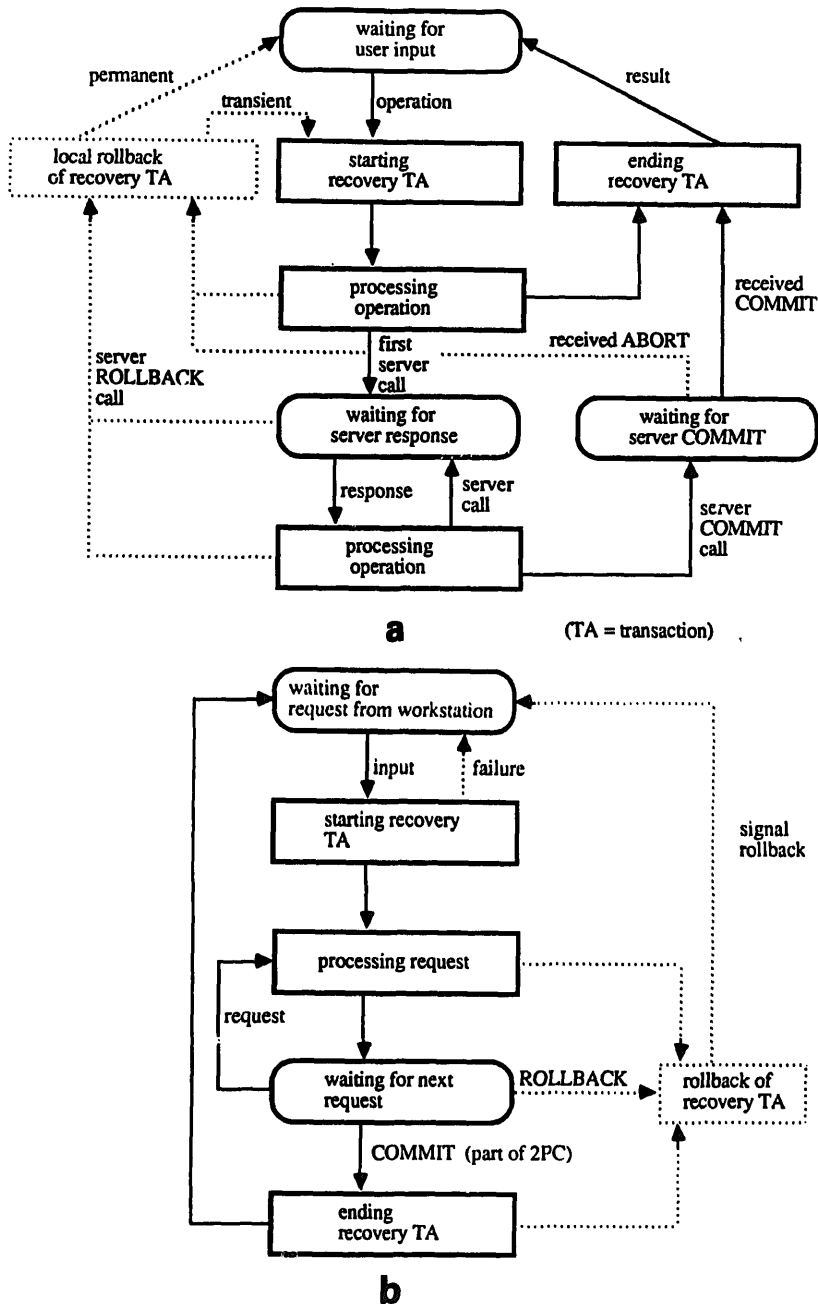 waiting for
user input
permanent
result
transient
operation
local rollback
of recovery TA
starting
recovery TA
ending
recovery TA
processing
operation
received
COMMIT
first
server
call
received ABORT
server
ROLLBACK
call
waiting for
server response
waiting for
server COMMIT
response
server
call
server
COMMIT
call
processing
operation
a
(TA = transaction)
waiting for
request from workstation
input
failure
starting recovery
TA
signal
rollback
processing request
request
waiting for next
request
ROLLBACK
rollback of
recovery TA
COMMIT (part of 2PC)
ending
recovery TA
b